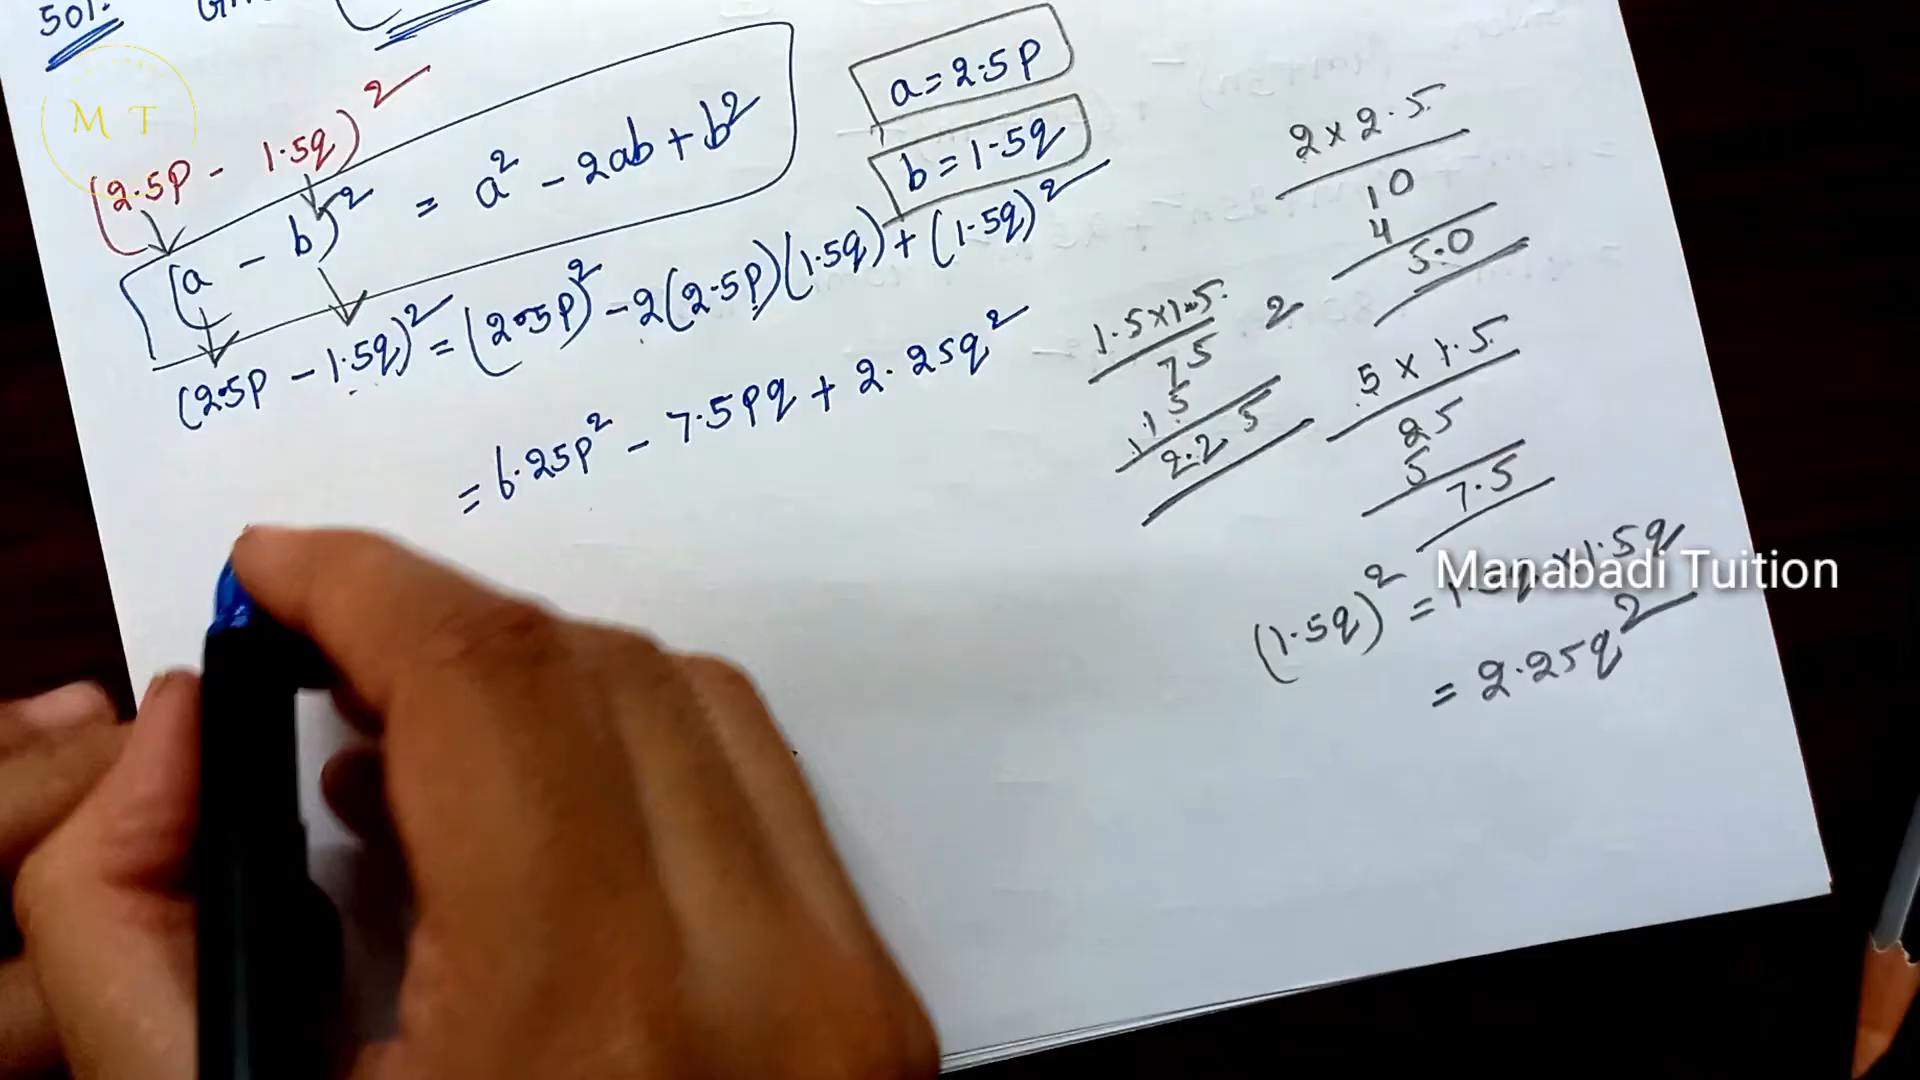 501.
M T
(2.5p - 1.5q)²
(a - b)² = a² - 2ab + b²
a = 2.5p
b = 1.5q
(2.5p - 1.5q)² = (2.5p)² - 2(2.5p)(1.5q) + (1.5q)²
= 6.25p² - 7.5pq + 2.25q²
2 × 2.5
10
4
5.0
1.5×1.5
2
75
15
2.25
5 × 1.5
25
5
7.5
(1.5q)² = 1.5q×1.5q
= 2.25q²
Manabadi Tuition